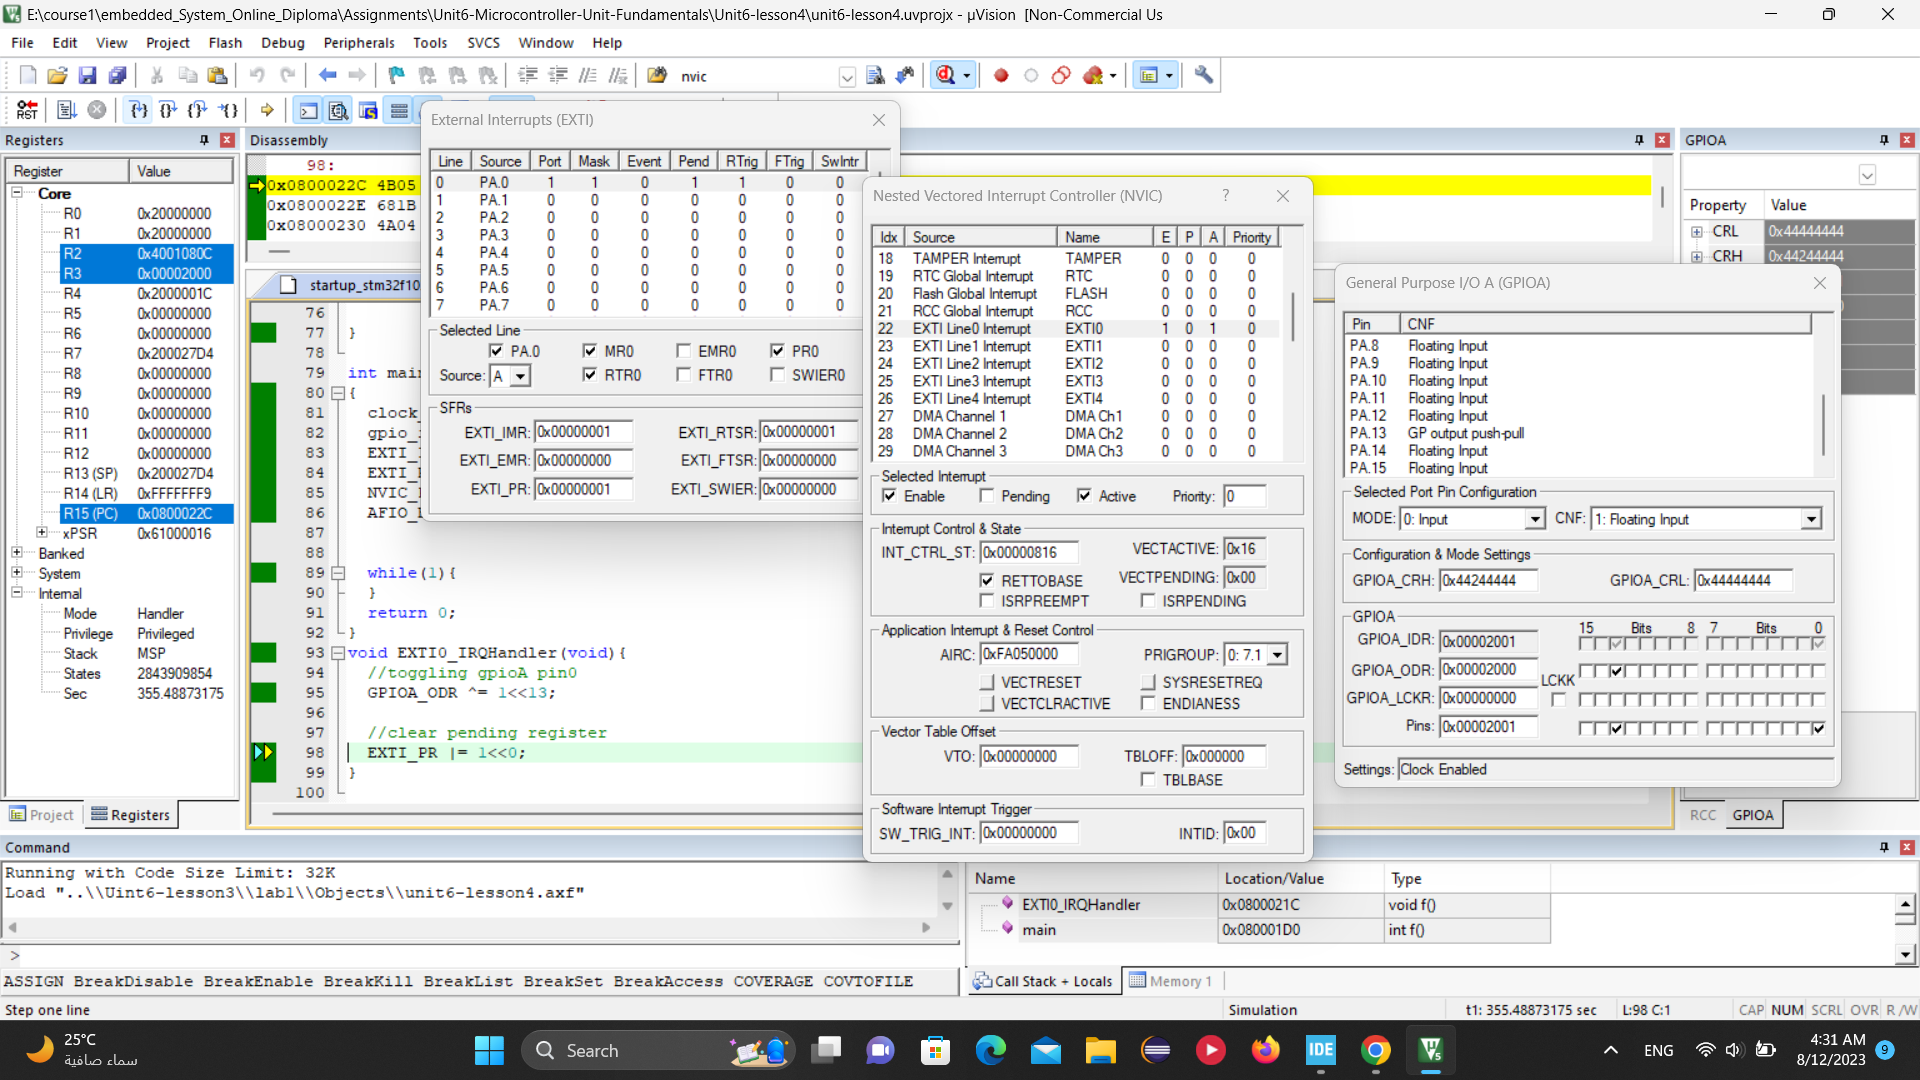 E:\course1\embedded_System_Online_Diploma\Assignments\Unit6-Microcontroller-Unit-Fundamentals\Unit6-lesson4\unit6-lesson4.uvprojx - µVision [Non-Commercial Us
File Edit View Project Flash Debug Peripherals Tools SVCS Window Help
nvic
RST
Registers
Register Value
Core
R0 0x20000000
R1 0x20000000
R2 0x4001080C
R3 0x00002000
R4 0x2000001C
R5 0x00000000
R6 0x00000000
R7 0x200027D4
R8 0x00000000
R9 0x00000000
R10 0x00000000
R11 0x00000000
R12 0x00000000
R13 (SP) 0x200027D4
R14 (LR) 0xFFFFFFF9
R15 (PC) 0x0800022C
xPSR 0x61000016
Banked
System
Internal
Mode Handler
Privilege Privileged
Stack MSP
States 2843909854
Sec 355.48873175
Project Registers
Disassembly
98:
0x0800022C 4B05
0x0800022E 681B
0x08000230 4A04
startup_stm32f10
76
77 }
78
79 int mai
80 {
81 clock_
82 gpio_
83 EXTI_
84 EXTI_
85 NVIC_
86 AFIO_
87
88
89 while(1){
90 }
91 return 0;
92 }
93 void EXTI0_IRQHandler(void){
94 //toggling gpioA pin0
95 GPIOA_ODR ^= 1<<13;
96
97 //clear pending register
98 EXTI_PR |= 1<<0;
99 }
100
External Interrupts (EXTI)
Line Source Port Mask Event Pend RTrig FTrig SwIntr
0 PA.0 1 1 0 1 1 0 0
1 PA.1 0 0 0 0 0 0 0
2 PA.2 0 0 0 0 0 0 0
3 PA.3 0 0 0 0 0 0 0
4 PA.4 0 0 0 0 0 0 0
5 PA.5 0 0 0 0 0 0 0
6 PA.6 0 0 0 0 0 0 0
7 PA.7 0 0 0 0 0 0 0
Selected Line
PA.0 MR0 EMR0 PR0
Source: A RTR0 FTR0 SWIER0
SFRs
EXTI_IMR: 0x00000001 EXTI_RTSR: 0x00000001
EXTI_EMR: 0x00000000 EXTI_FTSR: 0x00000000
EXTI_PR: 0x00000001 EXTI_SWIER: 0x00000000
Nested Vectored Interrupt Controller (NVIC) ?
Idx Source Name E P A Priority
18 TAMPER Interrupt TAMPER 0 0 0 0
19 RTC Global Interrupt RTC 0 0 0 0
20 Flash Global Interrupt FLASH 0 0 0 0
21 RCC Global Interrupt RCC 0 0 0 0
22 EXTI Line0 Interrupt EXTI0 1 0 1 0
23 EXTI Line1 Interrupt EXTI1 0 0 0 0
24 EXTI Line2 Interrupt EXTI2 0 0 0 0
25 EXTI Line3 Interrupt EXTI3 0 0 0 0
26 EXTI Line4 Interrupt EXTI4 0 0 0 0
27 DMA Channel 1 DMA Ch1 0 0 0 0
28 DMA Channel 2 DMA Ch2 0 0 0 0
29 DMA Channel 3 DMA Ch3 0 0 0 0
Selected Interrupt
Enable Pending Active Priority: 0
Interrupt Control & State
INT_CTRL_ST: 0x00000816 VECTACTIVE: 0x16
RETTOBASE VECTPENDING: 0x00
ISRPREEMPT ISRPENDING
Application Interrupt & Reset Control
AIRC: 0xFA050000 PRIGROUP: 0: 7.1
VECTRESET SYSRESETREQ
VECTCLRACTIVE ENDIANESS
Vector Table Offset
VTO: 0x00000000 TBLOFF: 0x000000
TBLBASE
Software Interrupt Trigger
SW_TRIG_INT: 0x00000000 INTID: 0x00
GPIOA
Property Value
CRL 0x44444444
CRH 0x44244444
General Purpose I/O A (GPIOA)
Pin CNF
PA.8 Floating Input
PA.9 Floating Input
PA.10 Floating Input
PA.11 Floating Input
PA.12 Floating Input
PA.13 GP output push-pull
PA.14 Floating Input
PA.15 Floating Input
Selected Port Pin Configuration
MODE: 0: Input CNF: 1: Floating Input
Configuration & Mode Settings
GPIOA_CRH: 0x44244444 GPIOA_CRL: 0x44444444
GPIOA
15 Bits 8 7 Bits 0
GPIOA_IDR: 0x00002001
GPIOA_ODR: 0x00002000
LCKK
GPIOA_LCKR: 0x00000000
Pins: 0x00002001
Settings: Clock Enabled
RCC GPIOA
Command
Running with Code Size Limit: 32K
Load "..\\Uint6-lesson3\\lab1\\Objects\\unit6-lesson4.axf"
>
ASSIGN BreakDisable BreakEnable BreakKill BreakList BreakSet BreakAccess COVERAGE COVTOFILE
Name Location/Value Type
EXTI0_IRQHandler 0x0800021C void f()
main 0x080001D0 int f()
Call Stack + Locals Memory 1
Step one line Simulation t1: 355.48873175 sec L:98 C:1 CAP NUM SCRL OVR R/W
25°C
سماء صافية
Search
IDE
ENG
4:31 AM
8/12/2023
9